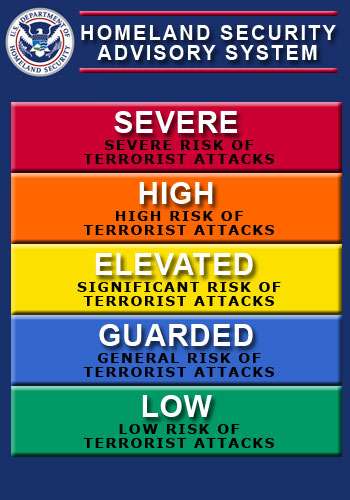 U.S. DEPARTMENT OF
HOMELAND SECURITY
HOMELAND SECURITY
ADVISORY SYSTEM
SEVERE
SEVERE RISK OF
TERRORIST ATTACKS
HIGH
HIGH RISK OF
TERRORIST ATTACKS
ELEVATED
SIGNIFICANT RISK OF
TERRORIST ATTACKS
GUARDED
GENERAL RISK OF
TERRORIST ATTACKS
LOW
LOW RISK OF
TERRORIST ATTACKS